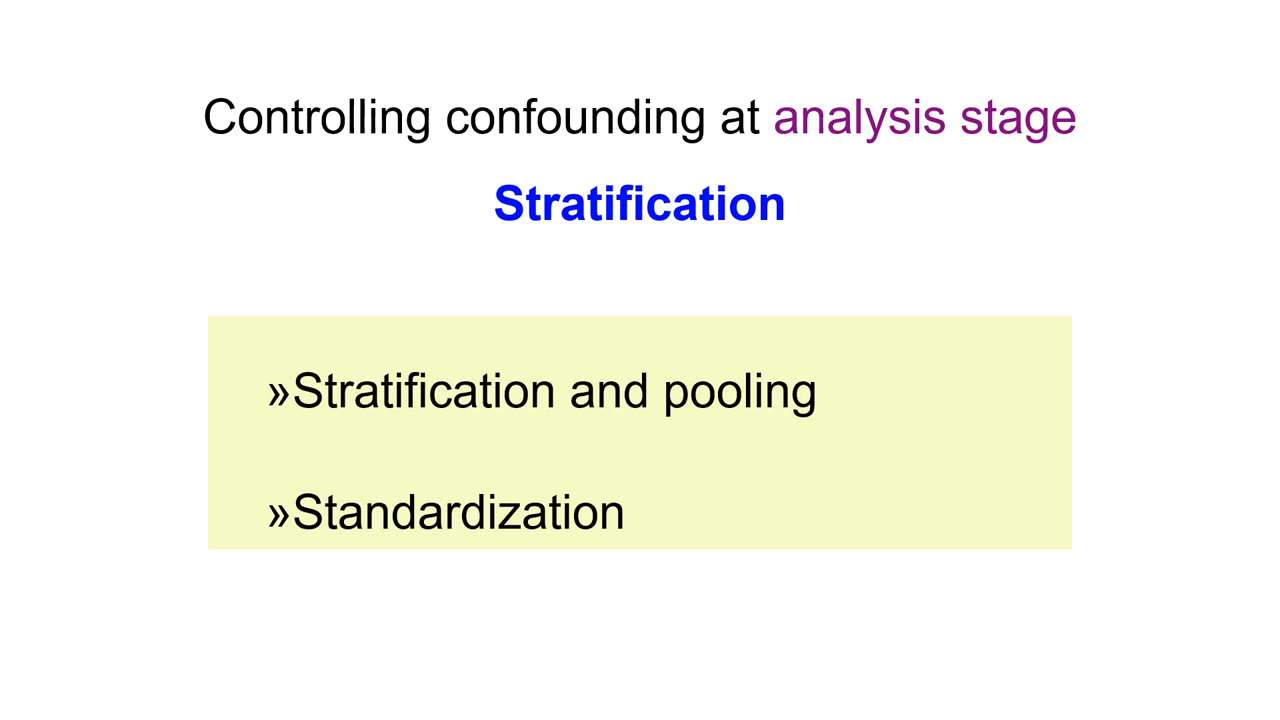 Controlling confounding at analysis stage
Stratification
»Stratification and pooling
»Standardization